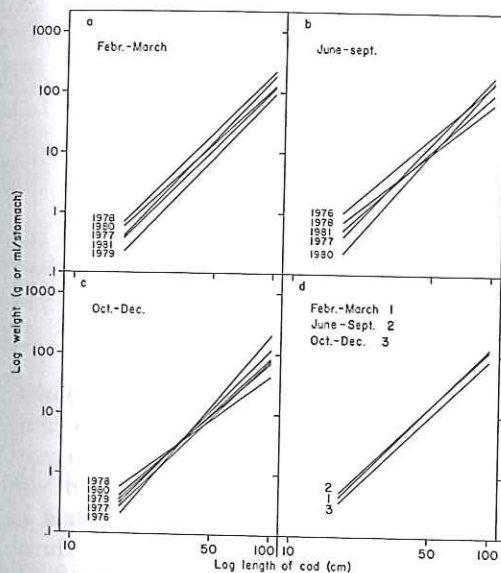 Log weight (g or ml/stomach)
1000
100
10
1
.1
a
Febr.-March
1978
1980
1977
1981
1979
b
June-sept.
1976
1978
1981
1977
1980
1000
100
10
1
.1
c
Oct.-Dec.
1978
1980
1979
1977
1976
d
Febr.-March 1
June-Sept. 2
Oct.-Dec. 3
2
1
3
10 50 100 10 50 100
Log length of cod (cm)